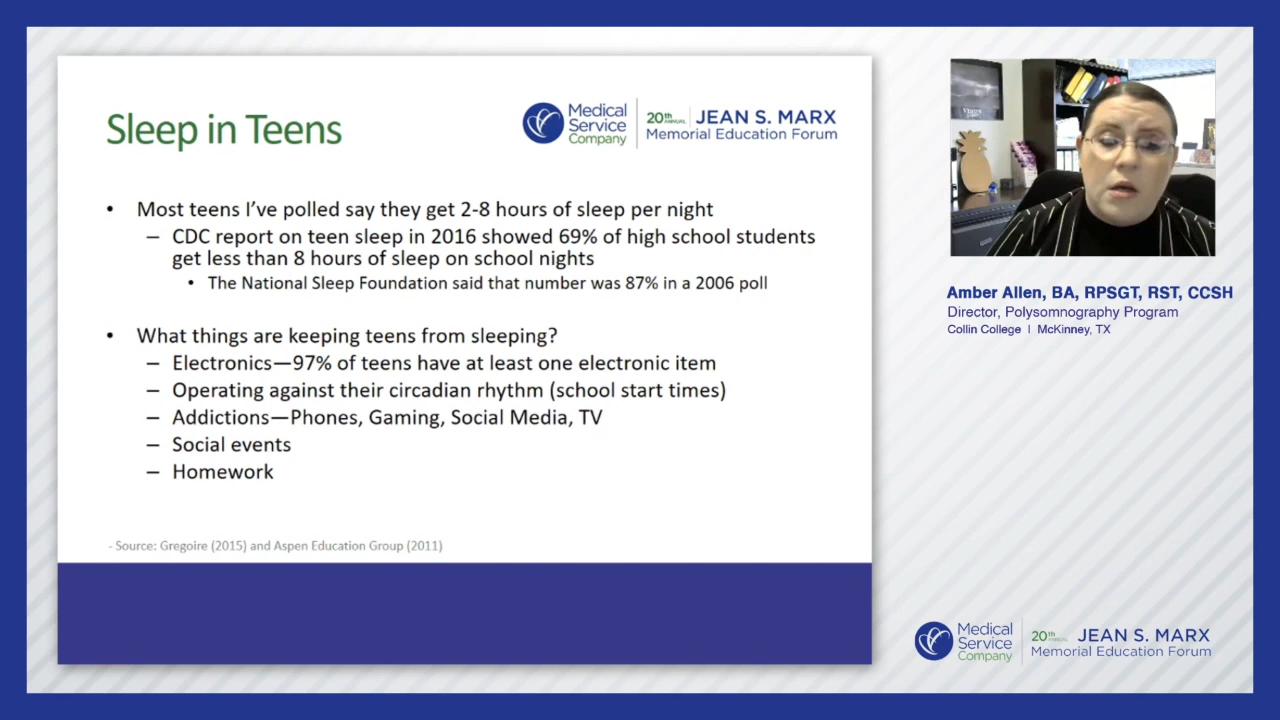 Sleep in Teens
Medical
Service
Company
20th ANNUAL JEAN S. MARX
Memorial Education Forum
• Most teens I've polled say they get 2-8 hours of sleep per night
– CDC report on teen sleep in 2016 showed 69% of high school students
get less than 8 hours of sleep on school nights
• The National Sleep Foundation said that number was 87% in a 2006 poll
• What things are keeping teens from sleeping?
– Electronics—97% of teens have at least one electronic item
– Operating against their circadian rhythm (school start times)
– Addictions—Phones, Gaming, Social Media, TV
– Social events
– Homework
- Source: Gregoire (2015) and Aspen Education Group (2011)
Amber Allen, BA, RPSGT, RST, CCSH
Director, Polysomnography Program
Collin College | McKinney, TX
Medical
Service
Company
20th ANNUAL JEAN S. MARX
Memorial Education Forum